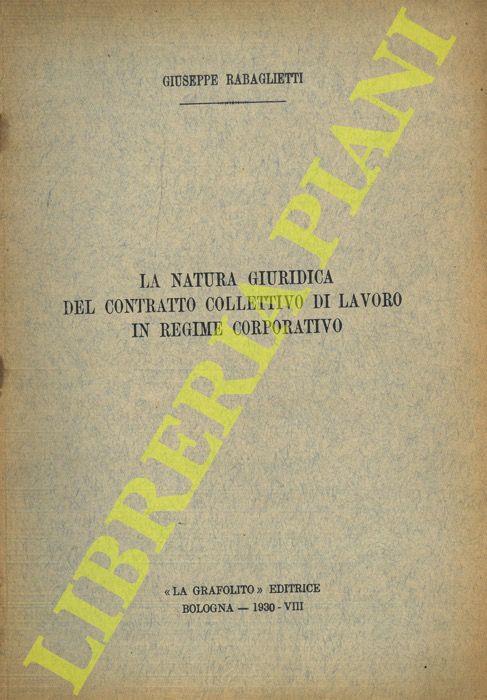 GIUSEPPE RABAGLIETTI
LA NATURA GIURIDICA
DEL CONTRATTO COLLETTIVO DI LAVORO
IN REGIME CORPORATIVO
« LA GRAFOLITO » EDITRICE
BOLOGNA — 1930 - VIII
LIBRERIA PIANI